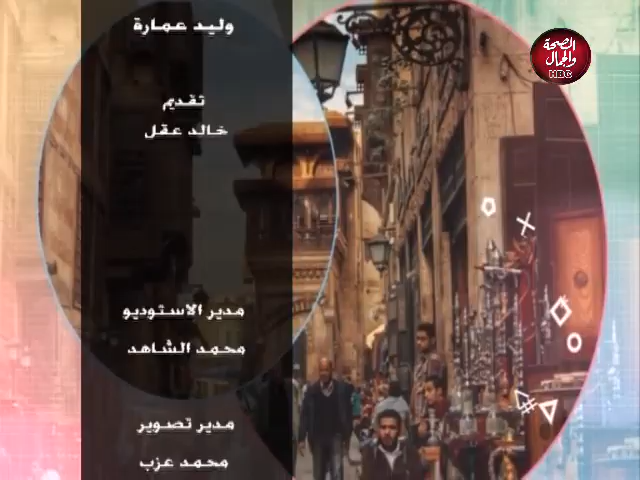 وليد عمارة
الصحة
والجمال
HBC
تقديم
خالد عقل
مدير الاستوديو
محمد الشاهد
مدير تصوير
محمد عزب